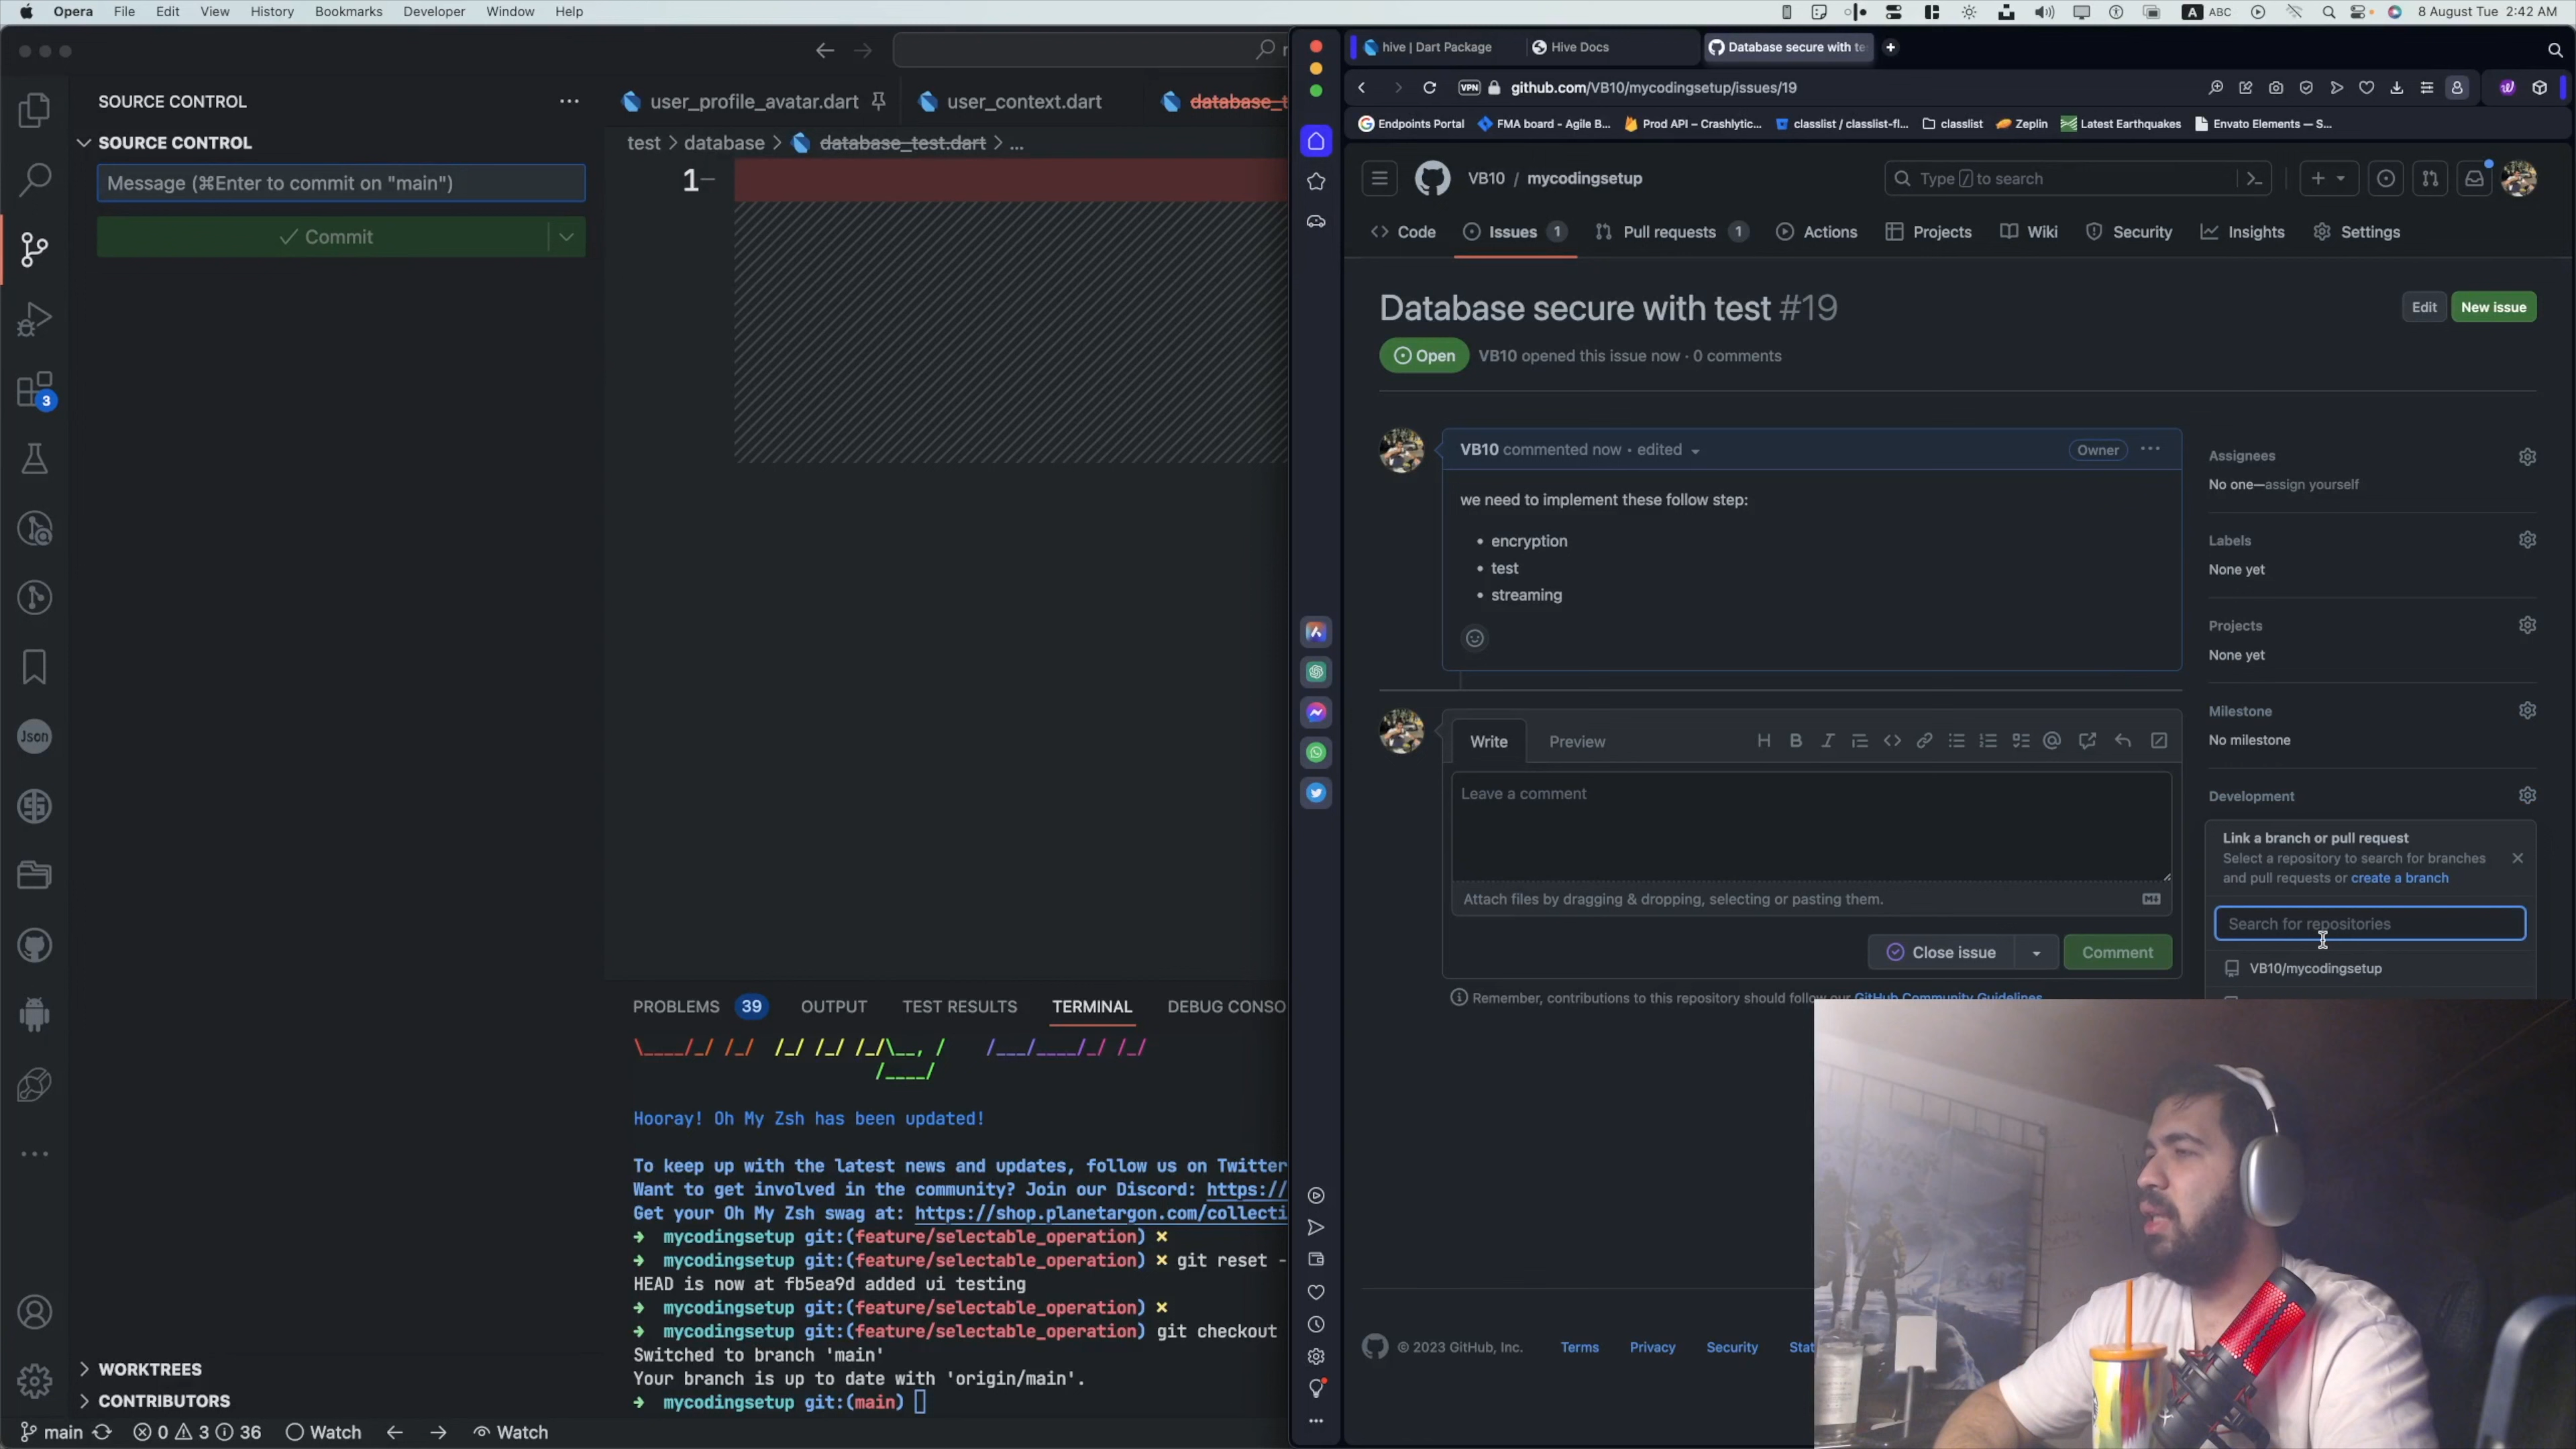 Opera File Edit View History Bookmarks Developer Window Help
A ABC 8 August Tue 2:42 AM
SOURCE CONTROL
SOURCE CONTROL
Message (⌘Enter to commit on "main")
Commit
3
Json
WORKTREES
CONTRIBUTORS
main 0 3 36 Watch Watch
user_profile_avatar.dart user_context.dart database_t
test > database > database_test.dart > ...
1
PROBLEMS 39 OUTPUT TEST RESULTS TERMINAL DEBUG CONSO
Hooray! Oh My Zsh has been updated!
To keep up with the latest news and updates, follow us on Twitter
Want to get involved in the community? Join our Discord: https://
Get your Oh My Zsh swag at: https://shop.planetargon.com/collecti
➜ mycodingsetup git:(feature/selectable_operation) ✗
➜ mycodingsetup git:(feature/selectable_operation) ✗ git reset -
HEAD is now at fb5ea9d added ui testing
➜ mycodingsetup git:(feature/selectable_operation) ✗
➜ mycodingsetup git:(feature/selectable_operation) git checkout
Switched to branch 'main'
Your branch is up to date with 'origin/main'.
➜ mycodingsetup git:(main)
hive | Dart Package Hive Docs Database secure with te
VPN github.com/VB10/mycodingsetup/issues/19
Endpoints Portal FMA board - Agile B... Prod API – Crashlytic... classlist / classlist-fl... classlist Zeplin Latest Earthquakes Envato Elements — S...
VB10 / mycodingsetup
Type / to search
Code Issues 1 Pull requests 1 Actions Projects Wiki Security Insights Settings
Database secure with test #19
Edit New issue
Open VB10 opened this issue now · 0 comments
VB10 commented now • edited Owner
we need to implement these follow step:
• encryption
• test
• streaming
Write Preview
Leave a comment
Attach files by dragging & dropping, selecting or pasting them.
Close issue Comment
Remember, contributions to this repository should follow our GitHub Community Guidelines.
Assignees
No one—assign yourself
Labels
None yet
Projects
None yet
Milestone
No milestone
Development
Link a branch or pull request
Select a repository to search for branches
and pull requests or create a branch
Search for repositories
VB10/mycodingsetup
© 2023 GitHub, Inc. Terms Privacy Security Stat